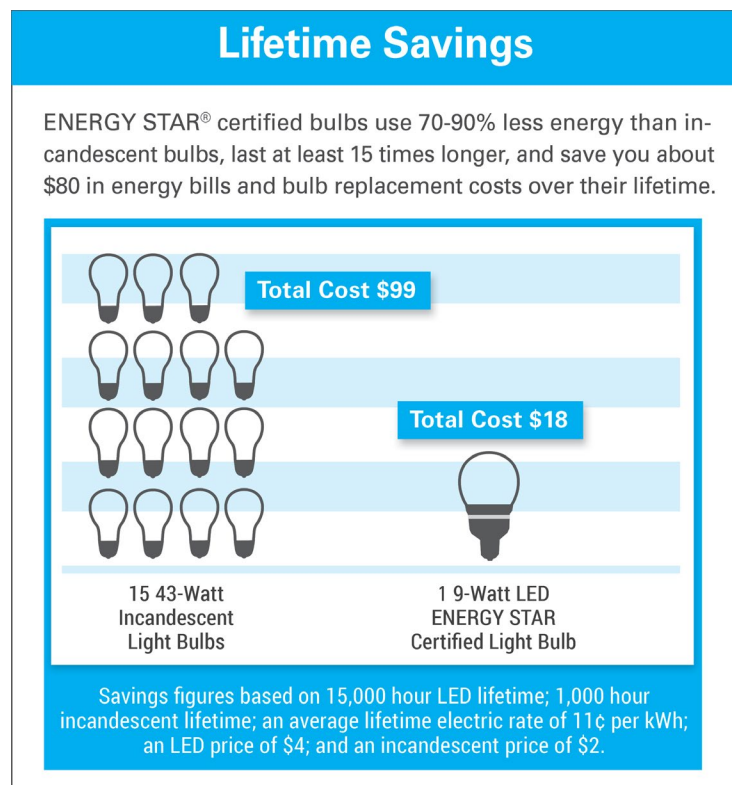 Lifetime Savings
ENERGY STAR® certified bulbs use 70-90% less energy than in-
candescent bulbs, last at least 15 times longer, and save you about
$80 in energy bills and bulb replacement costs over their lifetime.
Total Cost $99
Total Cost $18
15 43-Watt
Incandescent
Light Bulbs
1 9-Watt LED
ENERGY STAR
Certified Light Bulb
Savings figures based on 15,000 hour LED lifetime; 1,000 hour
incandescent lifetime; an average lifetime electric rate of 11¢ per kWh;
an LED price of $4; and an incandescent price of $2.